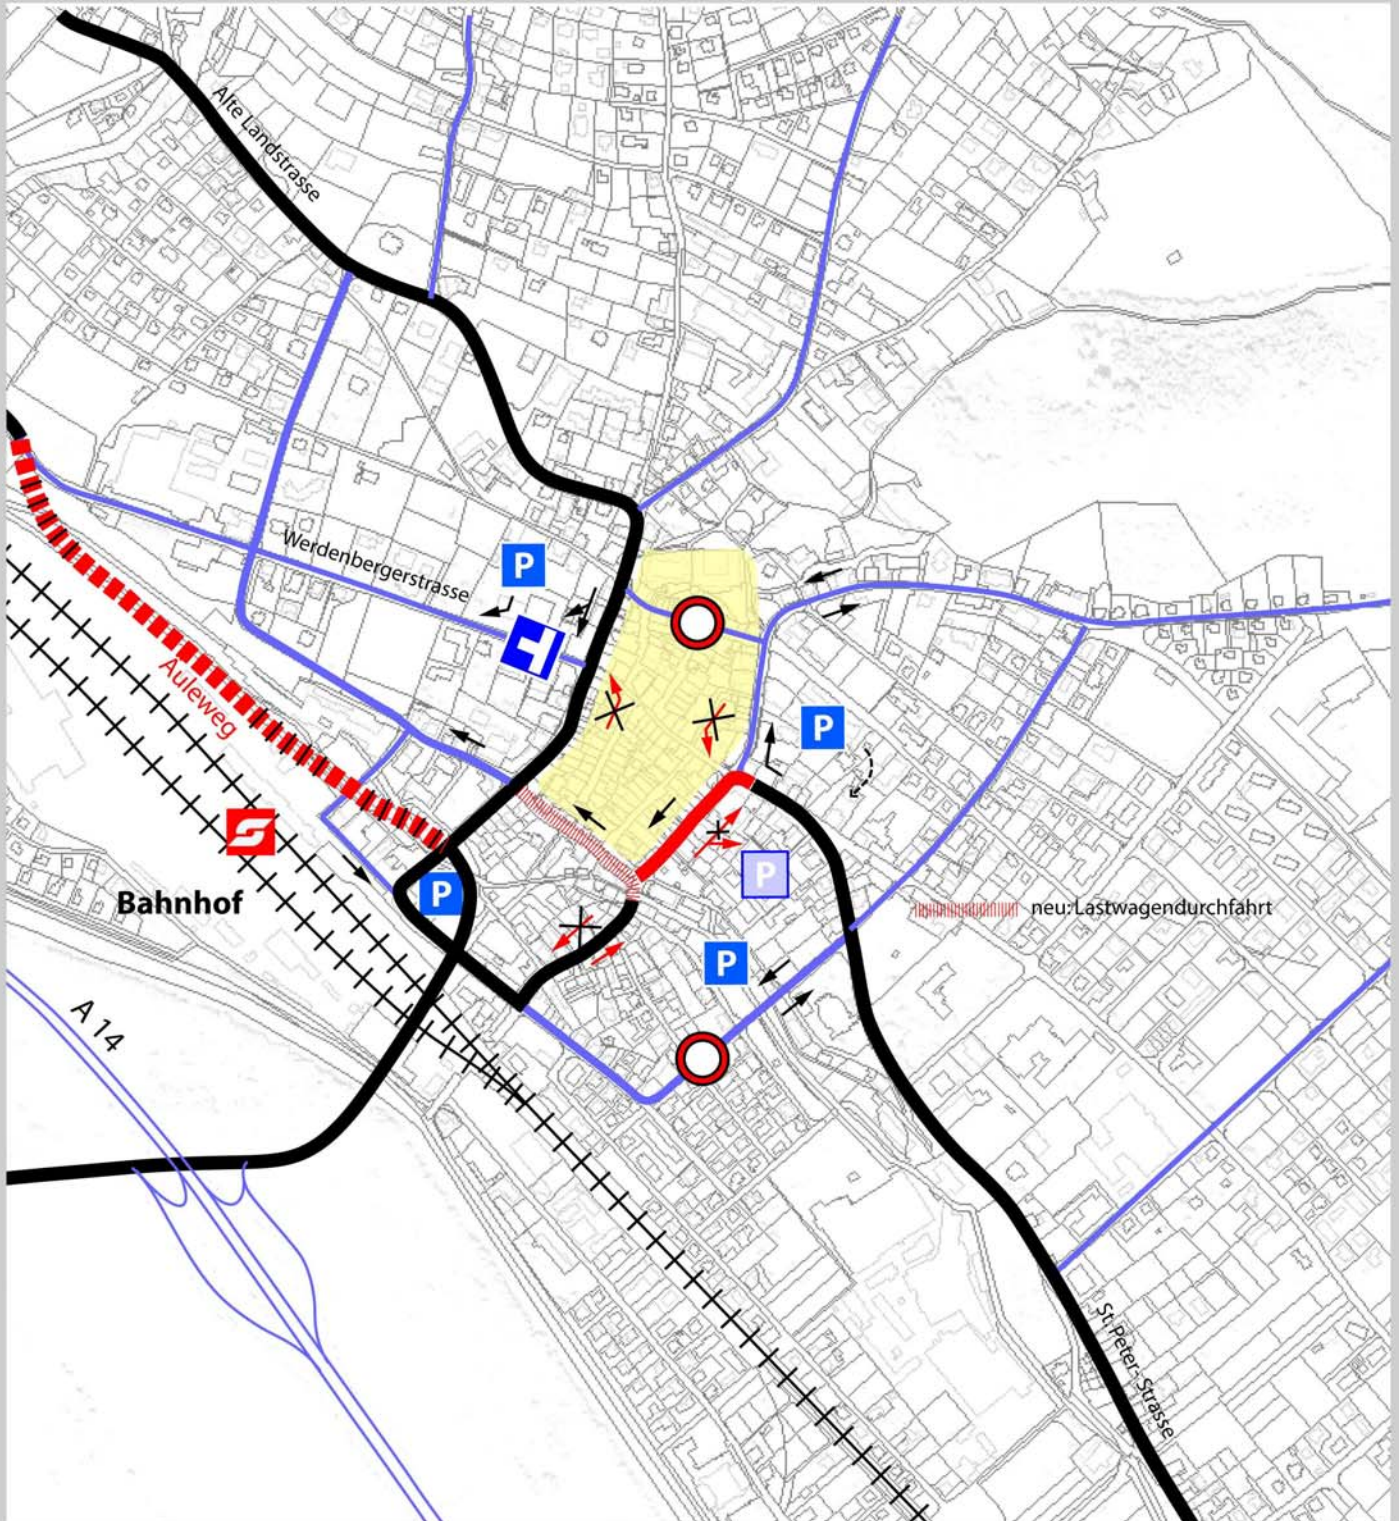 Alte Landstrasse
Werdenbergerstrasse
P
P
Auleweg
P
P
Bahnhof
P
neu: Lastwagendurchfahrt
A 14
St. Peter- Strasse